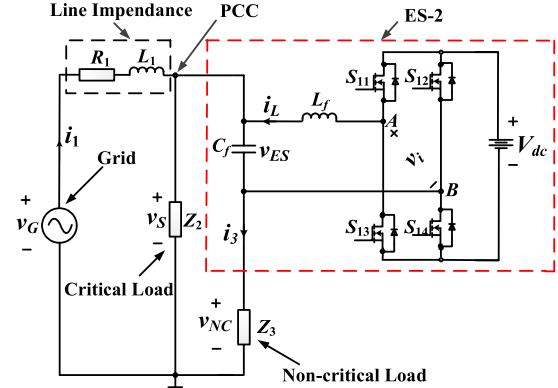 Line Impendance
PCC
ES-2
R1
L1
S11
S12
iL
Lf
A
Cf
vES
vi
Vdc
i1
Grid
B
vG
vS
Z2
i3
S13
S14
Critical Load
vNC
Z3
Non-critical Load